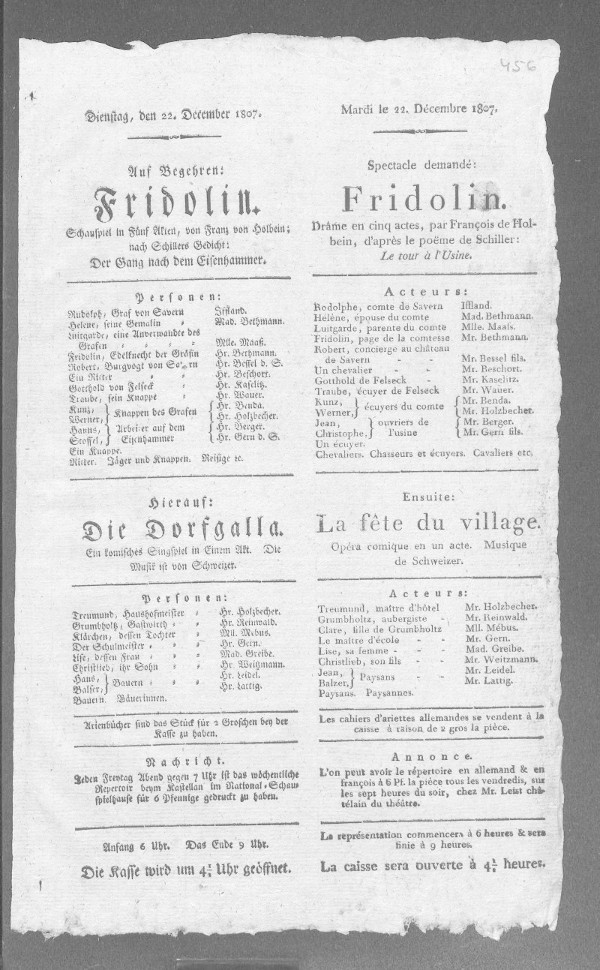 456
Dienstag, den 22. December 1807.
Auf Begehren:
Fridolin.
Schauspiel in Fünf Akten, von Franz von Holbein;
nach Schillers Gedicht:
Der Gang nach dem Eisenhammer.
Personen:
Rudolph, Graf von Savern Iffland.
Helene, seine Gemalin Mad. Bethmann.
Luitgarde, eine Anverwandte des
Grafen Mlle. Maaß.
Fridolin, Edelknecht der Gräfin Hr. Bethmann.
Robert, Burgvogt von Savern Hr. Bessel d. S.
Ein Ritter Hr. Beschort.
Gotthold von Felseck Hr. Kaselitz.
Traube, sein Knappe Hr. Wauer.
Kunz, } Knappen des Grafen { Hr. Benda.
Werner, Hr. Holzbecher.
Hanns, } Arbeiter auf dem { Hr. Berger.
Stoffel, Eisenhammer Hr. Gern d. S.
Ein Knappe.
Ritter. Jäger und Knappen. Reisige ec.
Hierauf:
Die Dorfgalla.
Ein komisches Singspiel in Einem Akt. Die
Musik ist von Schweizer.
Personen:
Treumund, Haushofmeister Hr. Holzbecher.
Grumbholtz, Gastwirth Hr. Reinwald.
Klärchen, dessen Tochter Mll. Mebus.
Der Schulmeister Hr. Gern.
Lise, dessen Frau Mad. Greibe.
Christlieb, ihr Sohn Hr. Weitzmann.
Hans, } Bauern Hr. Leidel.
Balser, Hr. Lattig.
Bauern. Bäuerinnen.
Arienbücher sind das Stück für 2 Groschen bey der
Kasse zu haben.
Nachricht.
Jeden Freytag Abend gegen 7 Uhr ist das wöchentliche
Repertoir beym Kastellan im National-Schau
spielhause für 6 Pfennige gedruckt zu haben.
Anfang 6 Uhr. Das Ende 9 Uhr.
Die Kasse wird um 4½ Uhr geöffnet.
Mardi le 22. Décembre 1807.
Spectacle demandé:
Fridolin.
Drâme en cinq actes, par François de Hol-
bein, d'après le poëme de Schiller:
Le tour à l'Usine.
Acteurs:
Rodolphe, comte de Savern Iffland.
Helène, épouse du comte Mad. Bethmann.
Luitgarde, parente du comte Mlle. Maaſs.
Fridolin, page de la comtesse Mr. Bethmann.
Robert, concierge au château
de Savern - - Mr. Bessel fils.
Un chevalier - - Mr. Beschort.
Gotthold de Felseck - Mr. Kaselitz.
Traube, écuyer de Felseck Mr. Wauer.
Kunz, } écuyers du comte { Mr. Benda.
Werner, Mr. Holzbecher.
Jean, } ouvriers de { Mr. Berger.
Christophe, l'usine Mr. Gern fils.
Un écuyer.
Chevaliers. Chasseurs et écuyers. Cavaliers etc.
Ensuite:
La fête du village.
Opéra comique en un acte. Musique
de Schweizer.
Acteurs:
Treumund, maître d'hôtel Mr. Holzbecher.
Grumbholtz, aubergiste - Mr. Reinwald.
Clare, fille de Grumbholtz Mll. Mébus.
Le maître d'école - - Mr. Gern.
Lise, sa femme - - - Mad. Greibe.
Christlieb, son fils - - Mr. Weitzmann.
Jean, } Paysans - - Mr. Leidel.
Balzer, Mr. Lattig.
Paysans. Paysannes.
Les cahiers d'ariettes allemandes se vendent à la
caisse à raison de 2 gros la pièce.
Annonce.
L'on peut avoir le répertoire en allemand & en
françois à 6 Pf. la pièce tous les vendredis, sur
les sept heures du soir, chez Mr. Leist châ-
télain du théâtre.
La représentation commencera à 6 heures & sera
finie à 9 heures.
La caisse sera ouverte à 4½ heures.